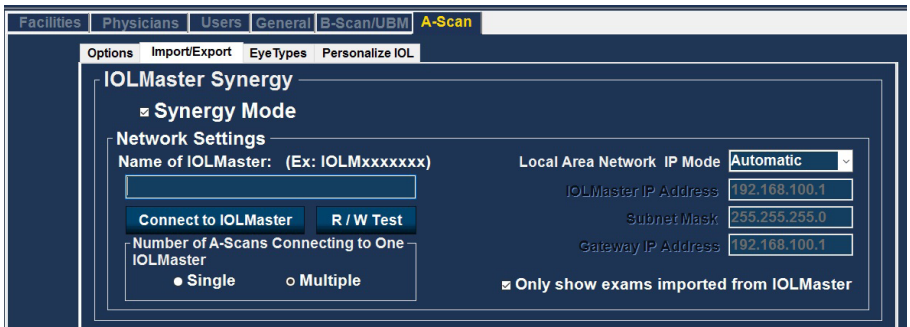 Facilities Physicians Users General B-Scan/UBM A-Scan
Options Import/Export EyeTypes Personalize IOL
IOLMaster Synergy
Synergy Mode
Network Settings
Name of IOLMaster: (Ex: IOLMxxxxxxx)
Connect to IOLMaster R / W Test
Number of A-Scans Connecting to One
IOLMaster
Single Multiple
Local Area Network IP Mode Automatic
IOLMaster IP Address 192.168.100.1
Subnet Mask 255.255.255.0
Gateway IP Address 192.168.100.1
Only show exams imported from IOLMaster